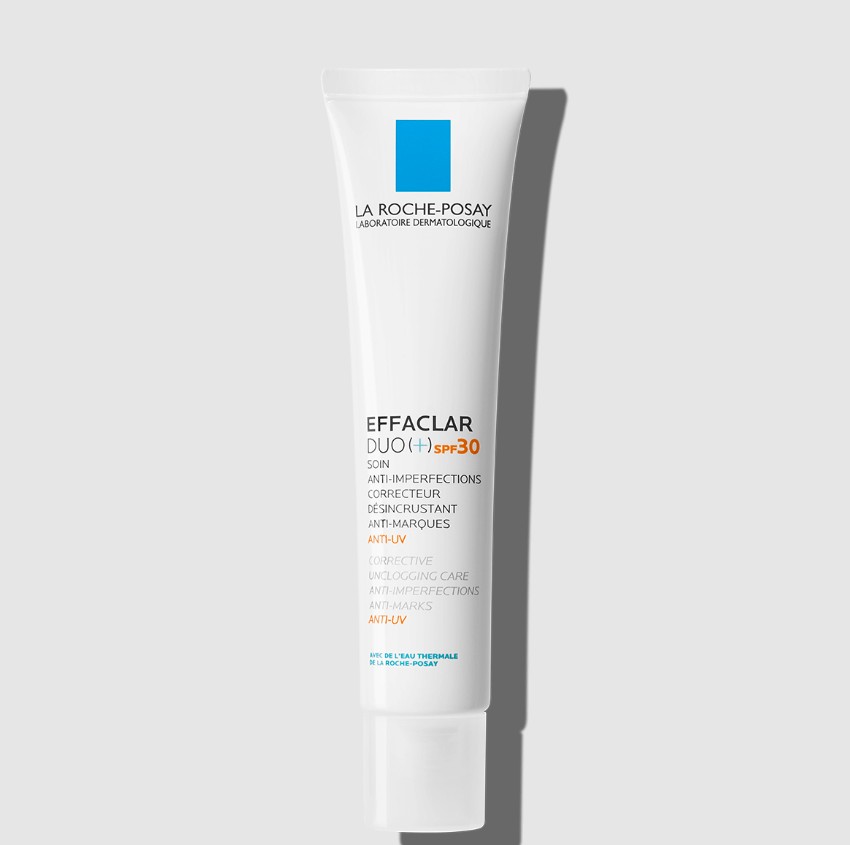 LA ROCHE-POSAY
LABORATOIRE DERMATOLOGIQUE
EFFACLAR
DUO(+) SPF30
SOIN
ANTI-IMPERFECTIONS
CORRECTEUR
DÉSINCRUSTANT
ANTI-MARQUES
ANTI-UV
CORRECTIVE
UNCLOGGING CARE
ANTI-IMPERFECTIONS
ANTI-MARKS
ANTI-UV
AVEC DE L'EAU THERMALE
DE LA ROCHE-POSAY